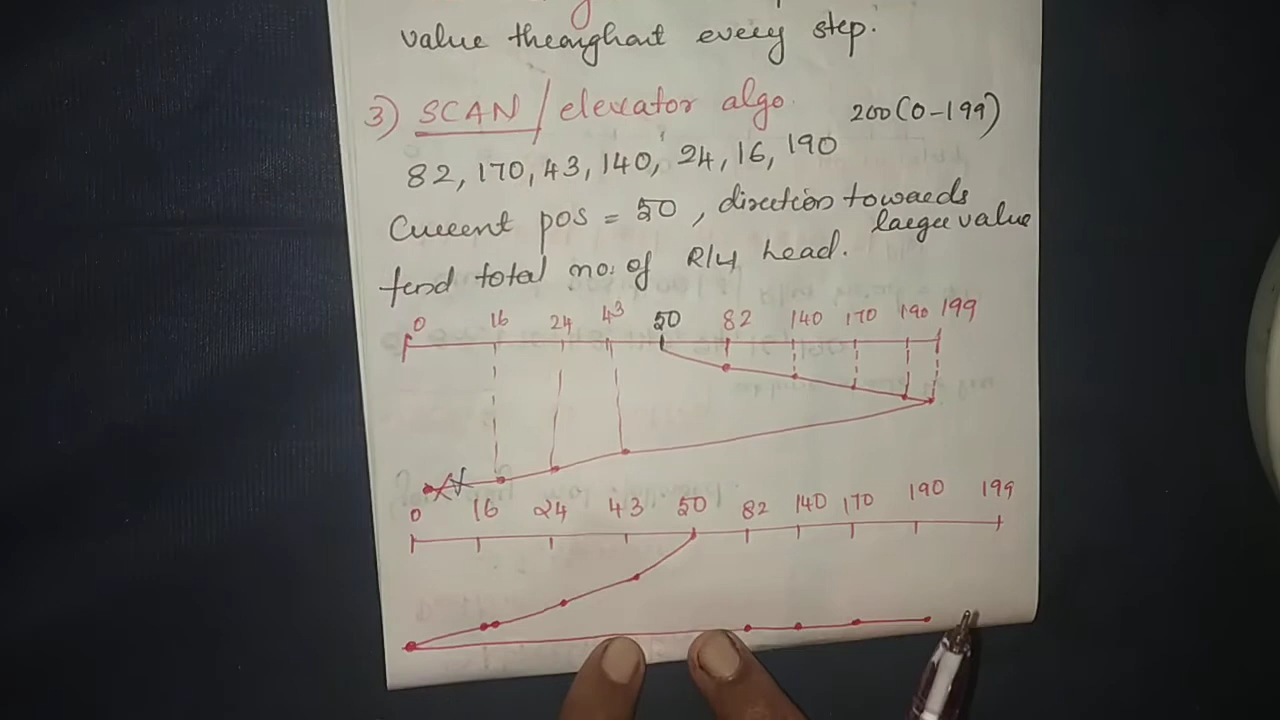 value throughout every step.
3) SCAN / elevator algo. 200 (0-199)
82, 170, 43, 140, 24, 16, 190
Current pos = 50, direction towards
larger value
find total no. of R/W head.
0 16 24 43 50 82 140 170 190 199
0 16 24 43 50 82 140 170 190 199